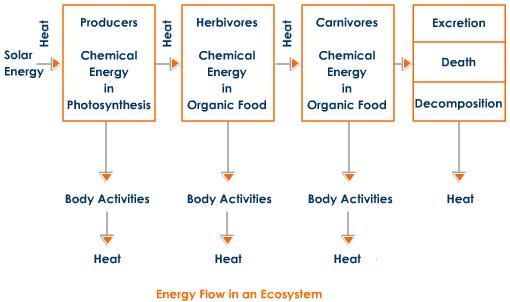 Solar
Energy
Heat
Producers
Chemical
Energy
in
Photosynthesis
Heat
Herbivores
Chemical
Energy
in
Organic Food
Heat
Carnivores
Chemical
Energy
in
Organic Food
Excretion
Death
Decomposition
Body Activities
Body Activities
Body Activities
Heat
Heat
Heat
Heat
Energy Flow in an Ecosystem